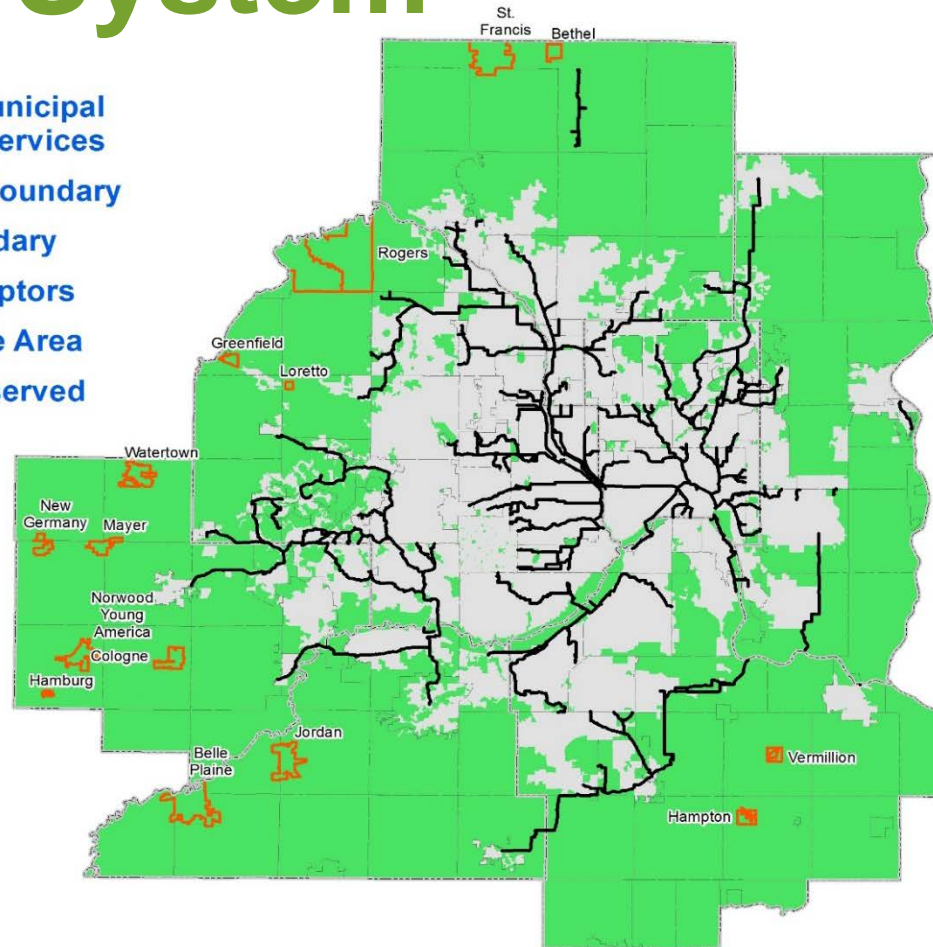 System
unicipal
ervices
oundary
dary
ptors
e Area
served
St.
Francis
Bethel
Rogers
Greenfield
Loretto
Watertown
New
Germany
Mayer
Norwood
Young
America
Cologne
Hamburg
Jordan
Belle
Plaine
Vermillion
Hampton